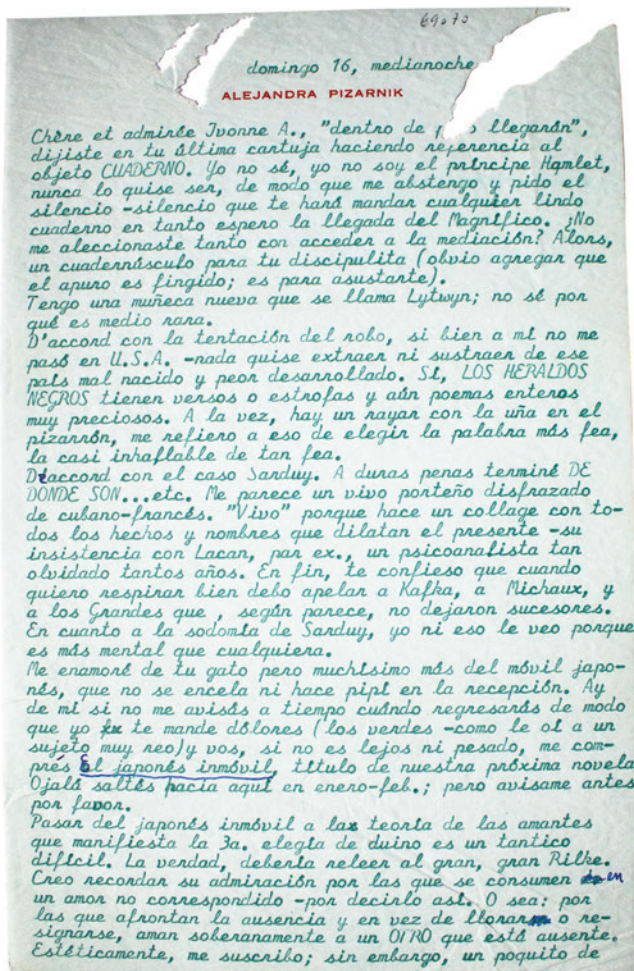 69.70
domingo 16, medianoche
ALEJANDRA PIZARNIK
Chère et admirée Ivonne A., "dentro de llegarán",
dijiste en tu última cartuja haciendo referencia al
objeto CUADERNO. Yo no sé, yo no soy el príncipe Hamlet,
nunca lo quise ser, de modo que me abstengo y pido el
silencio -silencio que te hará mandar cualquier lindo
cuaderno en tanto espero la llegada del Magnífico. ¿No
me aleccionaste tanto con acceder a la mediación? Alors,
un cuadernúsculo para tu discipulita (obvio agregar que
el apuro es fingido; es para asustarte).
Tengo una muñeca nueva que se llama Lytwyn; no sé por
qué es medio rara.
D'accord con la tentación del robo, si bien a mí no me
pasó en U.S.A. -nada quise extraer ni sustraer de ese
país mal nacido y peor desarrollado. Sí, LOS HERALDOS
NEGROS tienen versos o estrofas y aún poemas enteros
muy preciosos. A la vez, hay un rayar con la uña en el
pizarrón, me refiero a eso de elegir la palabra más fea,
la casi inhallable de tan fea.
D'accord con el caso Sarduy. A duras penas terminé DE
DONDE SON...etc. Me parece un vivo porteño disfrazado
de cubano-francés. "Vivo" porque hace un collage con to-
dos los hechos y nombres que dilatan el presente -su
insistencia con Lacan, par ex., un psicoanalista tan
olvidado tantos años. En fin, te confieso que cuando
quiero respirar bien debo apelar a Kafka, a Michaux, y
a los Grandes que , según parece, no dejaron sucesores.
En cuanto a la sodomía de Sarduy, yo ni eso le veo porque
es más mental que cualquiera.
Me enamoré de tu gato pero muchísimo más del móvil japo-
nés, que no se encela ni hace pipí en la recepción. Ay
de mí si no me avisás a tiempo cuándo regresarás de modo
que yo te mande dólores (los verdes -como le oí a un
sujeto muy reo)y vos, si no es lejos ni pesado, me com-
prés El japonés inmóvil, título de nuestra próxima novela
Ojalá saltés hacia aquí en enero-feb.; pero avisame antes
por favor.
Pasar del japonés inmóvil a la teoría de las amantes
que manifiesta la 3a. elegía de duino es un tantico
difícil. La verdad, debería releer al gran, gran Rilke.
Creo recordar su admiración por las que se consumen en
un amor no correspondido -por decirlo así. O sea: por
las que afrontan la ausencia y en vez de llorar o re-
signarse, aman soberanamente a un OTRO que está ausente.
Estéticamente, me suscribo; sin embargo, un poquito de